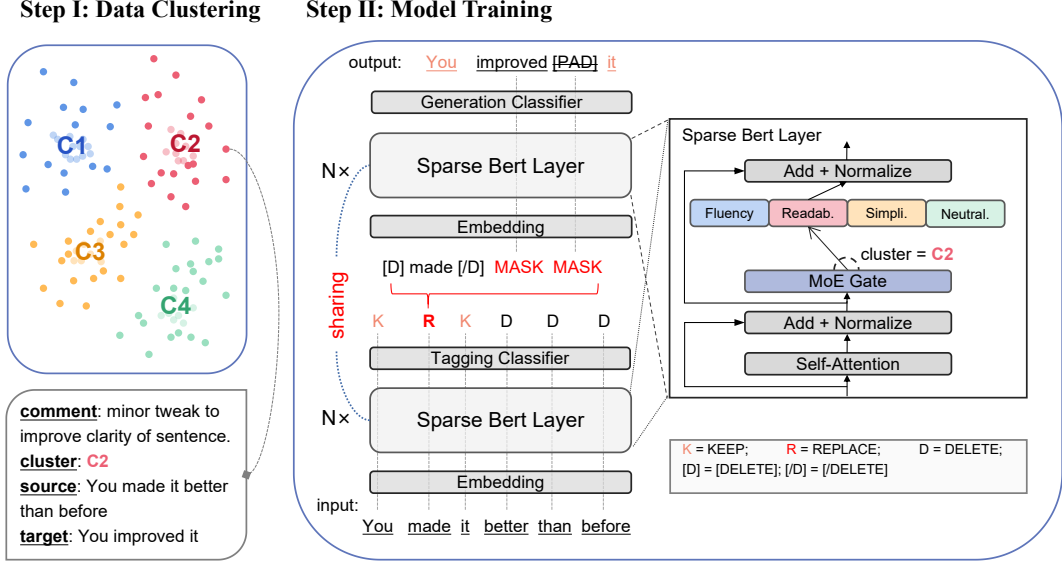 Step I: Data Clustering
C1
C2
C3
C4
comment: minor tweak to
improve clarity of sentence.
cluster: C2
source: You made it better
than before
target: You improved it
Step II: Model Training
output: You improved [PAD] it
Generation Classifier
N× Sparse Bert Layer
Embedding
[D] made [/D] MASK MASK
sharing
K R K D D D
Tagging Classifier
N× Sparse Bert Layer
Embedding
input:
You made it better than before
Sparse Bert Layer
Add + Normalize
Fluency Readab. Simpli. Neutral.
cluster = C2
MoE Gate
Add + Normalize
Self-Attention
K = KEEP; R = REPLACE; D = DELETE;
[D] = [DELETE]; [/D] = [/DELETE]